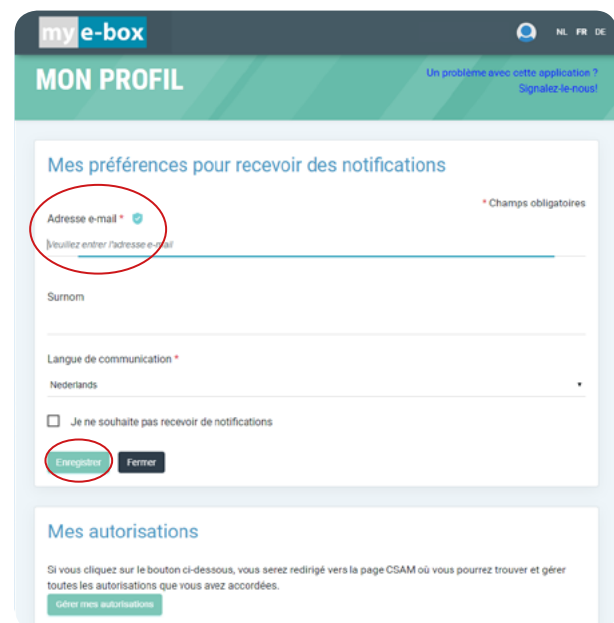 my e-box
NL FR DE
MON PROFIL
Un problème avec cette application ?
Signalez-le-nous!
Mes préférences pour recevoir des notifications
* Champs obligatoires
Adresse e-mail *
Veuillez entrer l'adresse e-mail
Surnom
Langue de communication *
Nederlands
Je ne souhaite pas recevoir de notifications
Enregistrer
Fermer
Mes autorisations
Si vous cliquez sur le bouton ci-dessous, vous serez redirigé vers la page CSAM où vous pourrez trouver et gérer
toutes les autorisations que vous avez accordées.
Gérer mes autorisations